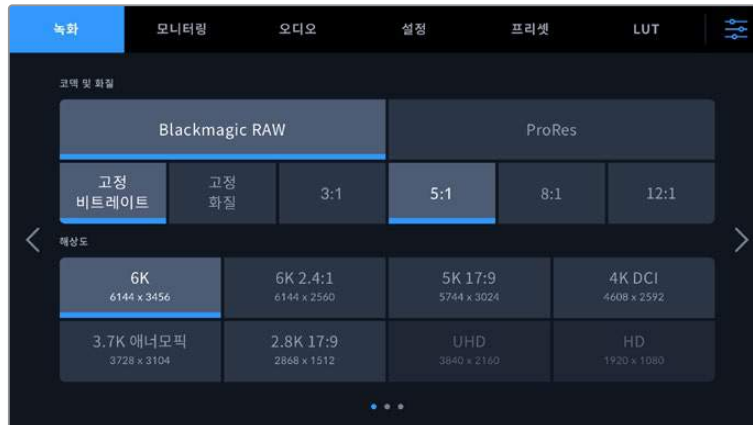 녹화 모니터링 오디오 설정 프리셋 LUT
코덱 및 화질
Blackmagic RAW ProRes
고정 비트레이트 고정 화질 3:1 5:1 8:1 12:1
해상도
6K 6K 2.4:1 5K 17:9 4K DCI
6144 x 3456 6144 x 2560 5744 x 3024 4608 x 2592
3.7K 애너모픽 2.8K 17:9 UHD HD
3728 x 3104 2868 x 1512 3840 x 2160 1920 x 1080